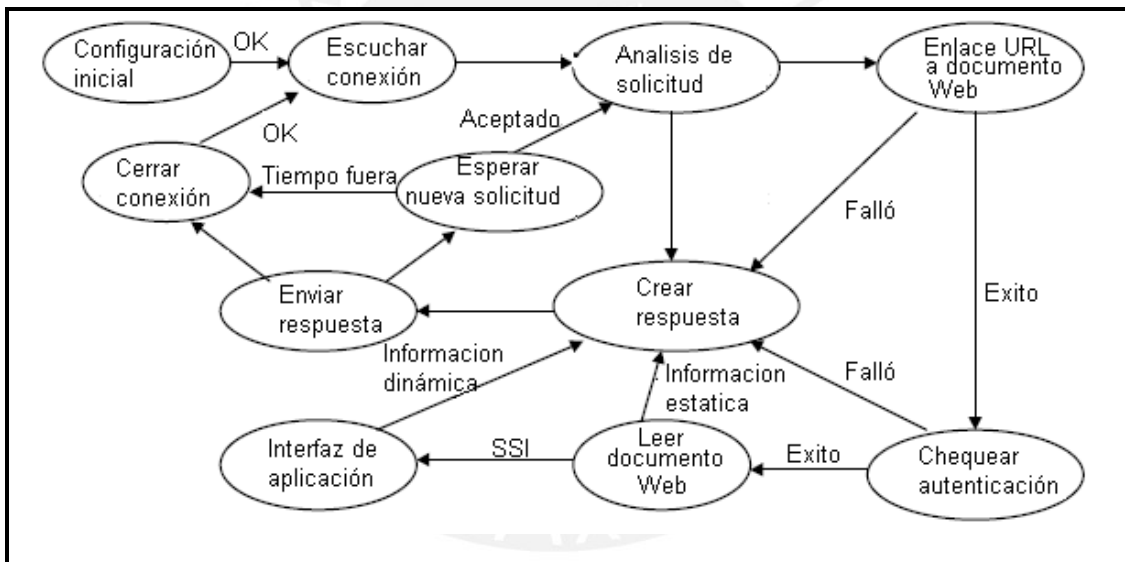 Configuración
inicial
OK
Escuchar
conexión
Analisis de
solicitud
Enlace URL
a documento
Web
Aceptado
OK
Cerrar
conexión
Tiempo fuera
Esperar
nueva solicitud
Falló
Enviar
respuesta
Crear
respuesta
Exito
Informacion
dinámica
Informacion
estatica
Falló
Interfaz de
aplicación
SSI
Leer
documento
Web
Exito
Chequear
autenticación